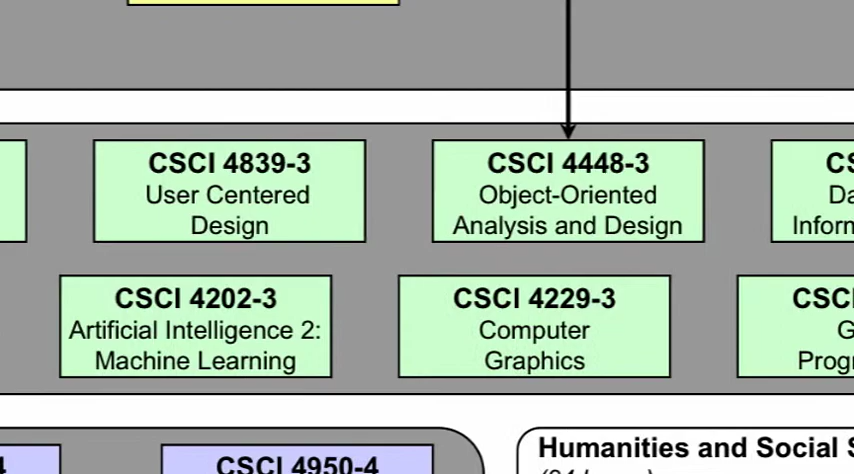 CSCI 4839-3
User Centered
Design
CSCI 4448-3
Object-Oriented
Analysis and Design
CSCI 4202-3
Artificial Intelligence 2:
Machine Learning
CSCI 4229-3
Computer
Graphics
CSCI 4950-4
Humanities and Social